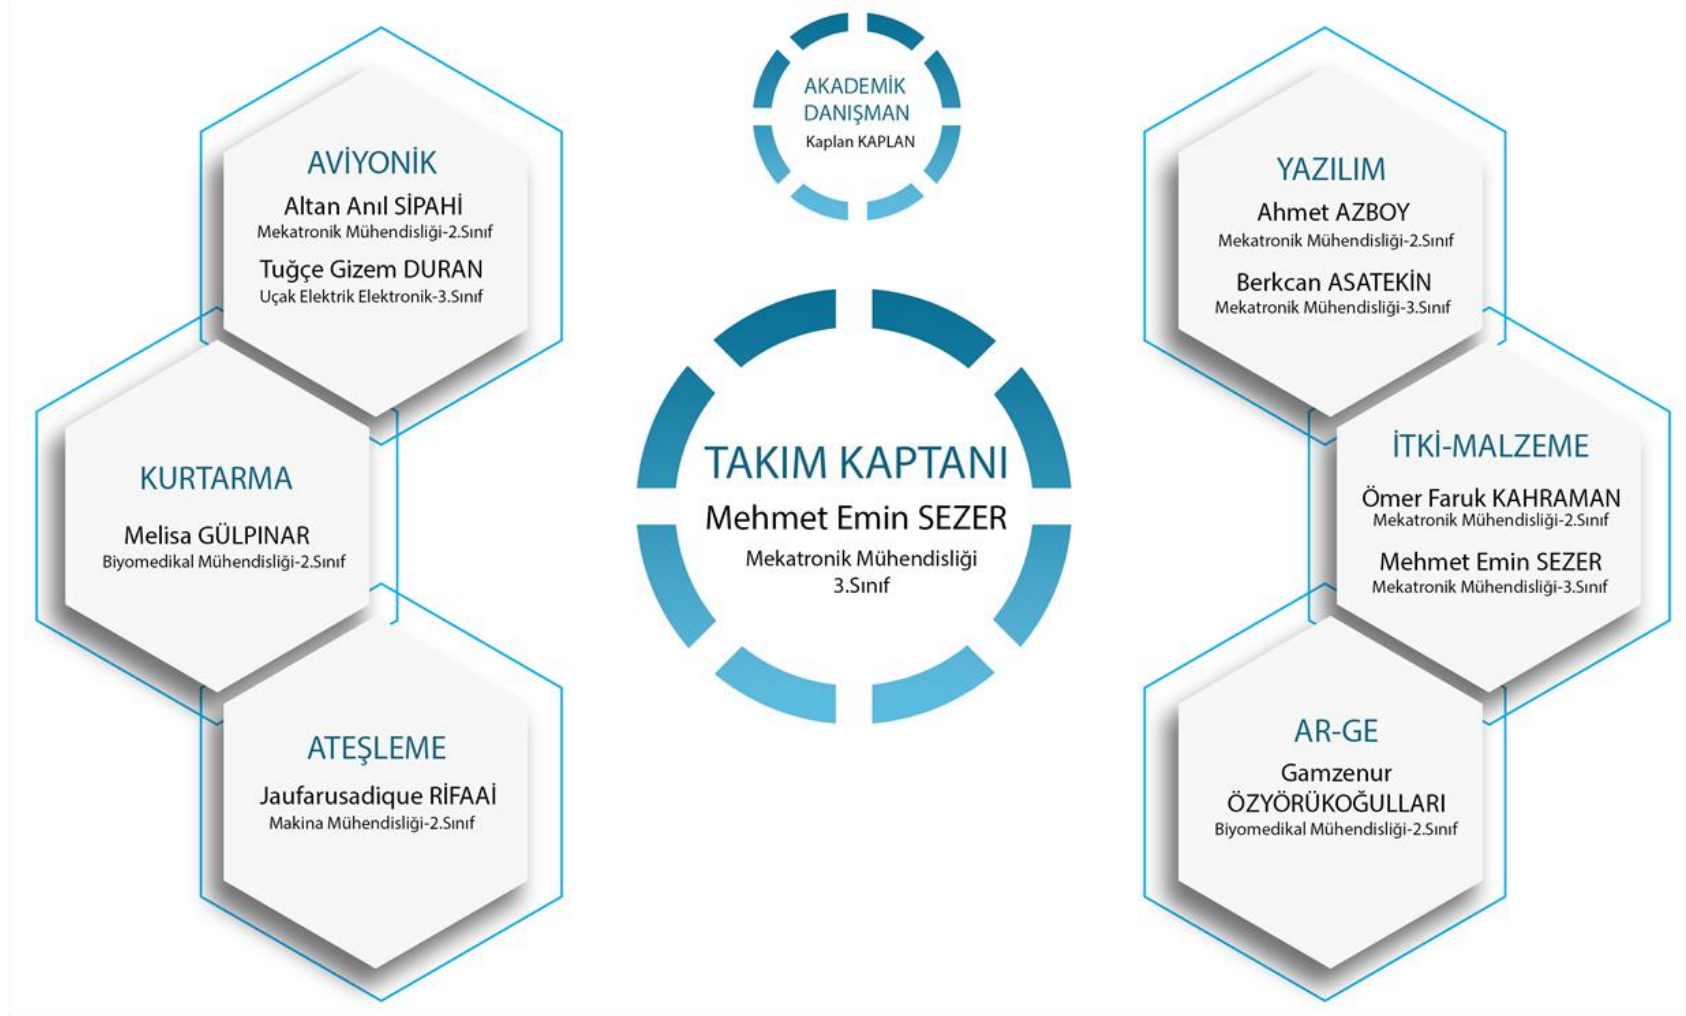 AKADEMİK
DANIŞMAN
Kaplan KAPLAN
AVİYONİK
Altan Anıl SİPAHİ
Mekatronik Mühendisliği-2.Sınıf
Tuğçe Gizem DURAN
Uçak Elektrik Elektronik-3.Sınıf
KURTARMA
Melisa GÜLPINAR
Biyomedikal Mühendisliği-2.Sınıf
ATEŞLEME
Jaufarusadique RİFAAİ
Makina Mühendisliği-2.Sınıf
TAKIM KAPTANI
Mehmet Emin SEZER
Mekatronik Mühendisliği
3.Sınıf
YAZILIM
Ahmet AZBOY
Mekatronik Mühendisliği-2.Sınıf
Berkcan ASATEKİN
Mekatronik Mühendisliği-3.Sınıf
İTKİ-MALZEME
Ömer Faruk KAHRAMAN
Mekatronik Mühendisliği-2.Sınıf
Mehmet Emin SEZER
Mekatronik Mühendisliği-3.Sınıf
AR-GE
Gamzenur
ÖZYÖRÜKOĞULLARI
Biyomedikal Mühendisliği-2.Sınıf